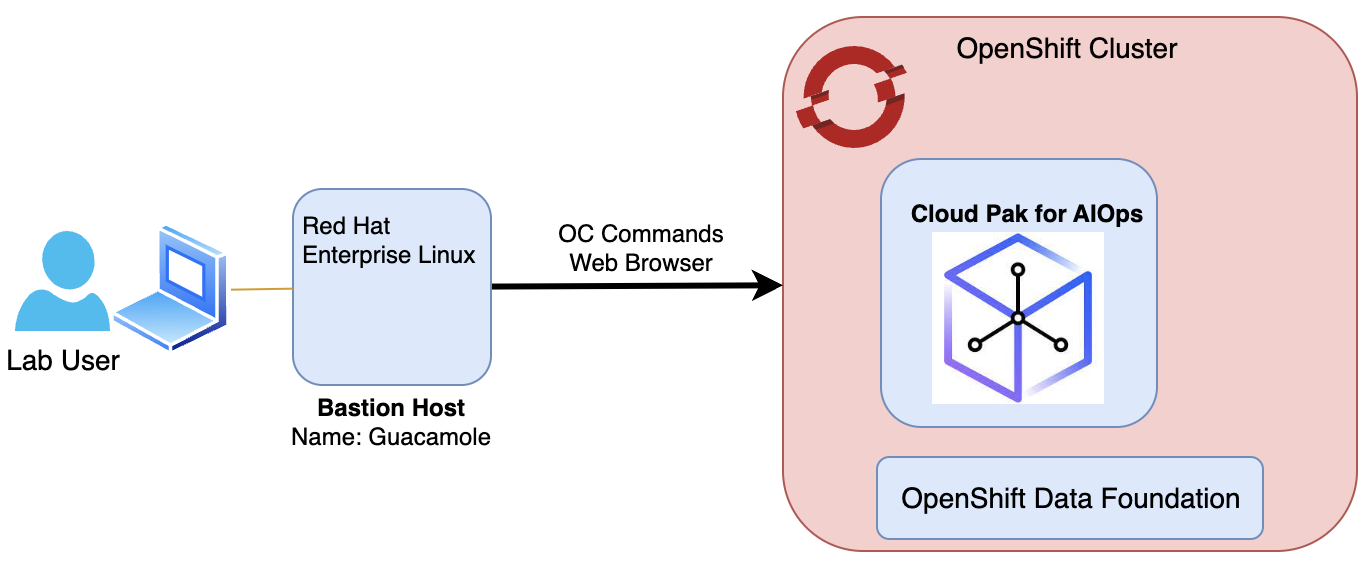 Lab User
Red Hat
Enterprise Linux
Bastion Host
Name: Guacamole
OC Commands
Web Browser
OpenShift Cluster
Cloud Pak for AIOps
OpenShift Data Foundation